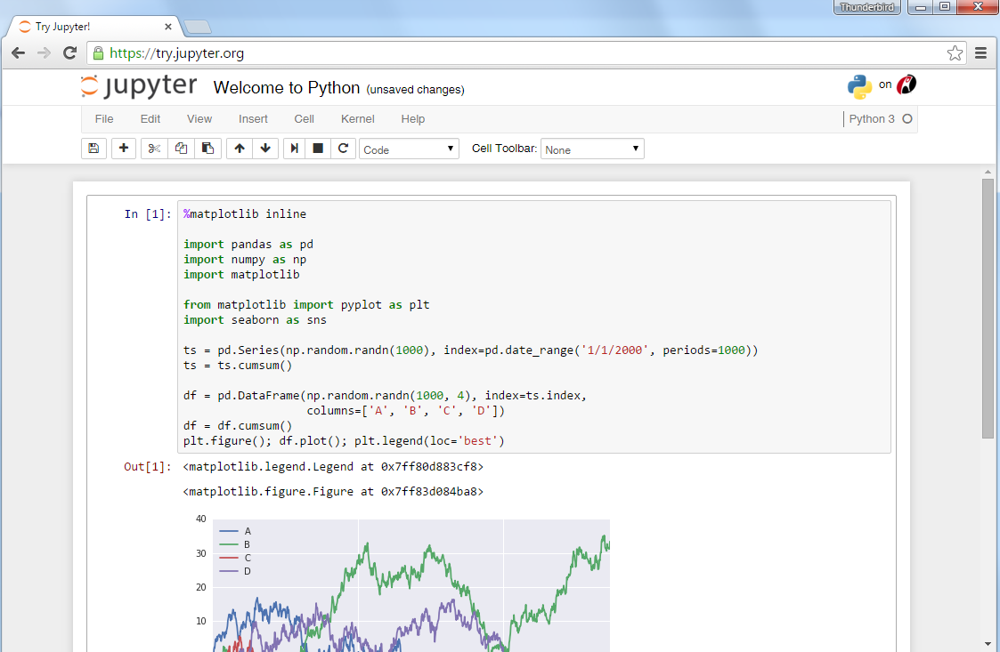 Thunderbird
Try Jupyter!
https://try.jupyter.org
jupyter Welcome to Python (unsaved changes) on
File Edit View Insert Cell Kernel Help Python 3
Code Cell Toolbar: None
In [1]: %matplotlib inline
import pandas as pd
import numpy as np
import matplotlib
from matplotlib import pyplot as plt
import seaborn as sns
ts = pd.Series(np.random.randn(1000), index=pd.date_range('1/1/2000', periods=1000))
ts = ts.cumsum()
df = pd.DataFrame(np.random.randn(1000, 4), index=ts.index,
columns=['A', 'B', 'C', 'D'])
df = df.cumsum()
plt.figure(); df.plot(); plt.legend(loc='best')
Out[1]: <matplotlib.legend.Legend at 0x7ff80d883cf8>
<matplotlib.figure.Figure at 0x7ff83d084ba8>
40
A
B
30
C
D
20
10